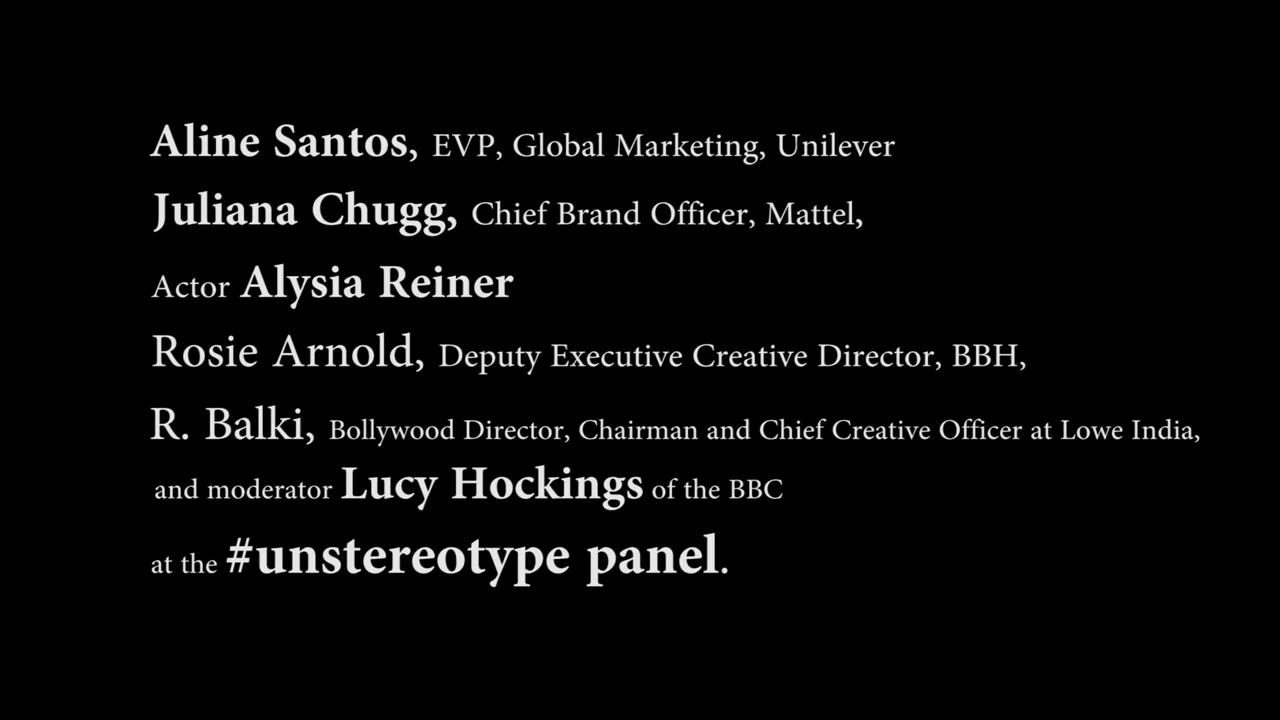 Aline Santos, EVP, Global Marketing, Unilever
Juliana Chugg, Chief Brand Officer, Mattel,
Actor Alysia Reiner
Rosie Arnold, Deputy Executive Creative Director, BBH,
R. Balki, Bollywood Director, Chairman and Chief Creative Officer at Lowe India,
and moderator Lucy Hockings of the BBC
at the #unstereotype panel.